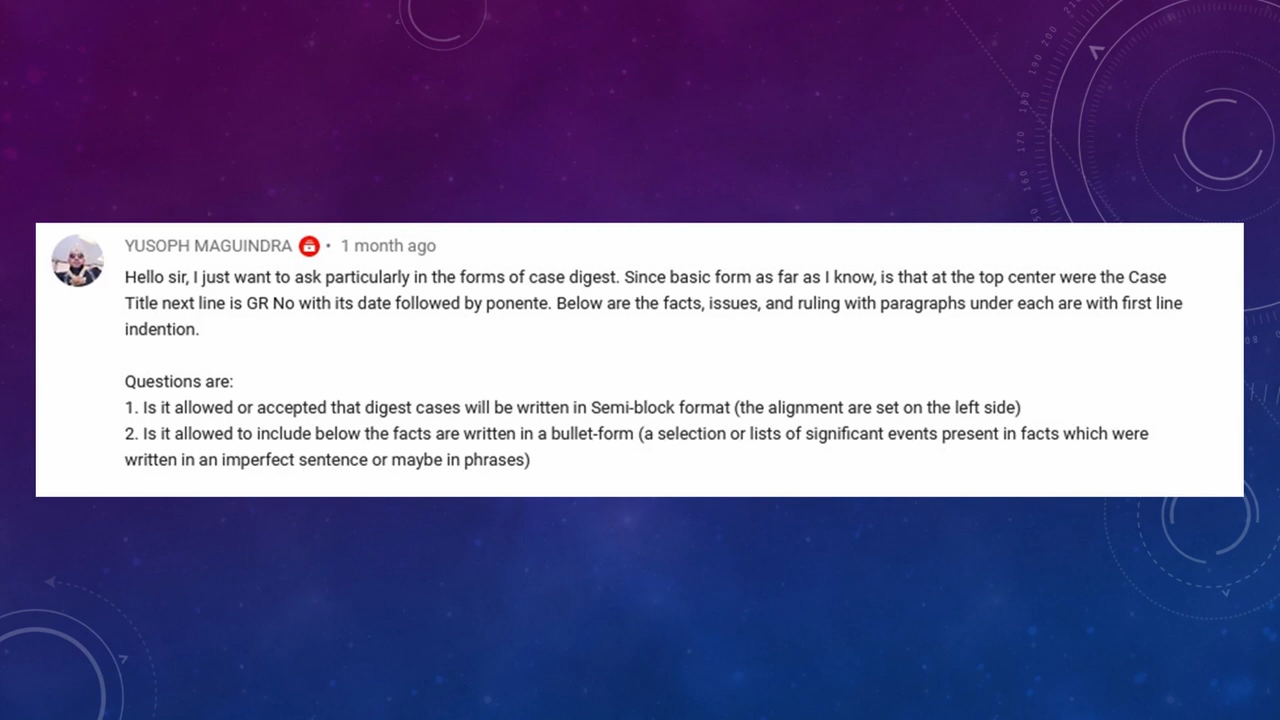 YUSOPH MAGUINDRA • 1 month ago
Hello sir, I just want to ask particularly in the forms of case digest. Since basic form as far as I know, is that at the top center were the Case
Title next line is GR No with its date followed by ponente. Below are the facts, issues, and ruling with paragraphs under each are with first line
indention.
Questions are:
1. Is it allowed or accepted that digest cases will be written in Semi-block format (the alignment are set on the left side)
2. Is it allowed to include below the facts are written in a bullet-form (a selection or lists of significant events present in facts which were
written in an imperfect sentence or maybe in phrases)
160
170
180
190
200